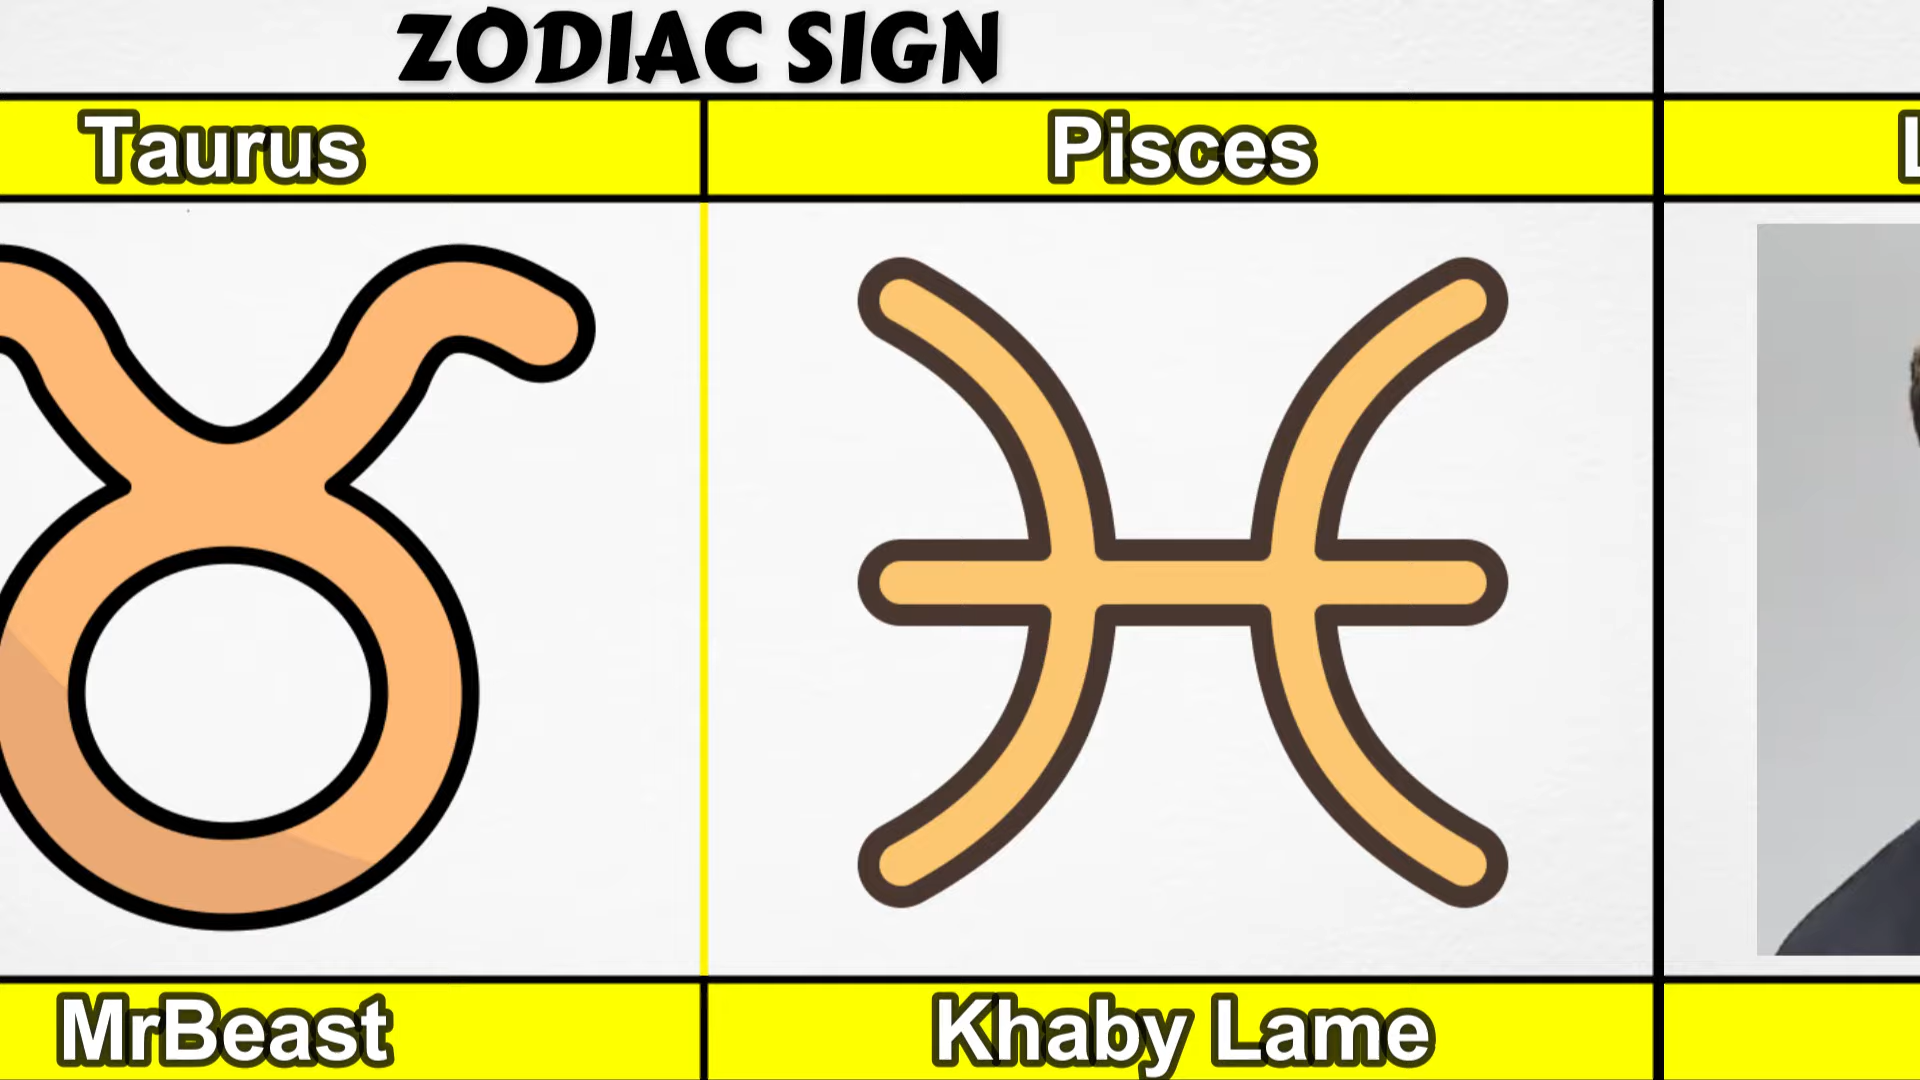 ZODIAC SIGN
Taurus
Pisces
MrBeast
Khaby Lame